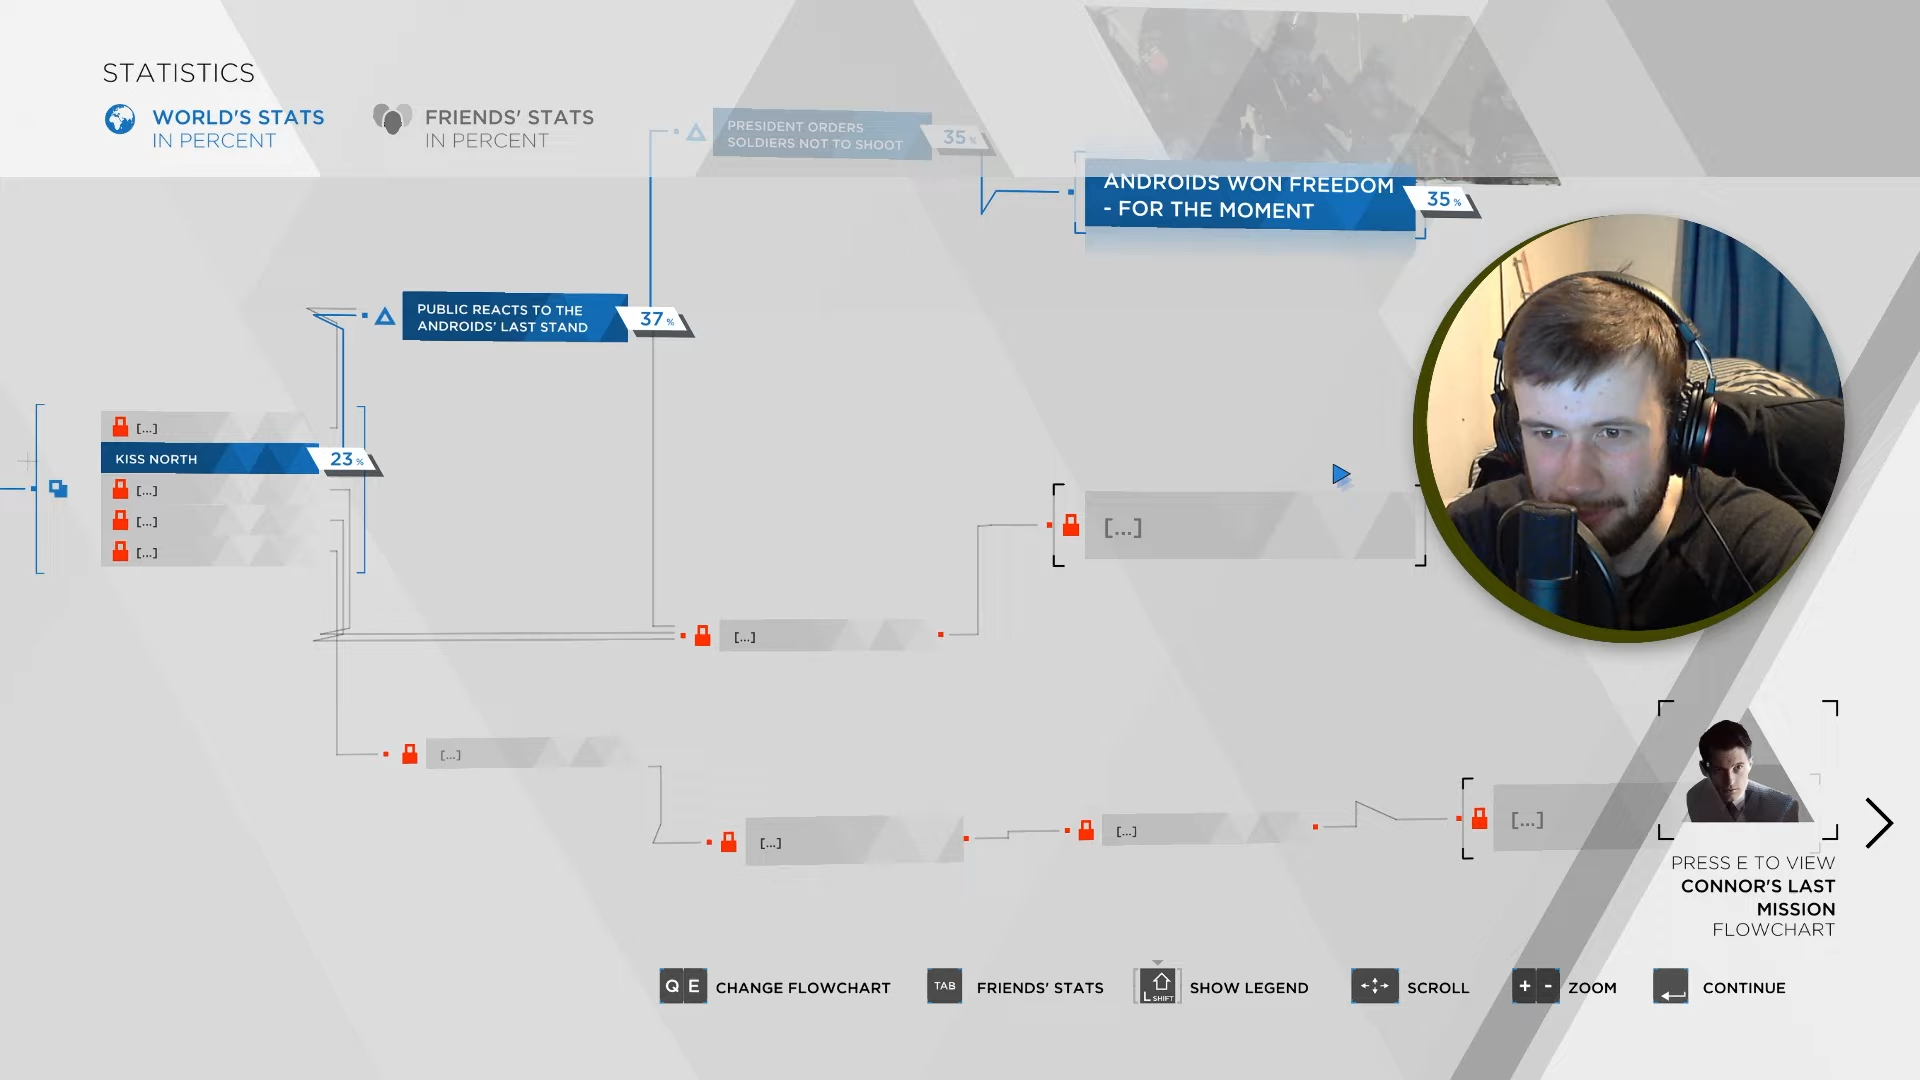 STATISTICS
WORLD'S STATS
IN PERCENT
FRIENDS' STATS
IN PERCENT
PRESIDENT ORDERS
SOLDIERS NOT TO SHOOT
35%
ANDROIDS WON FREEDOM
- FOR THE MOMENT
35%
PUBLIC REACTS TO THE
ANDROIDS' LAST STAND
37%
[...]
KISS NORTH
23%
[...]
[...]
[...]
[...]
[...]
[...]
[...]
[...]
[...]
PRESS E TO VIEW
CONNOR'S LAST
MISSION
FLOWCHART
Q E CHANGE FLOWCHART
TAB FRIENDS' STATS
L SHIFT SHOW LEGEND
SCROLL
+ - ZOOM
CONTINUE